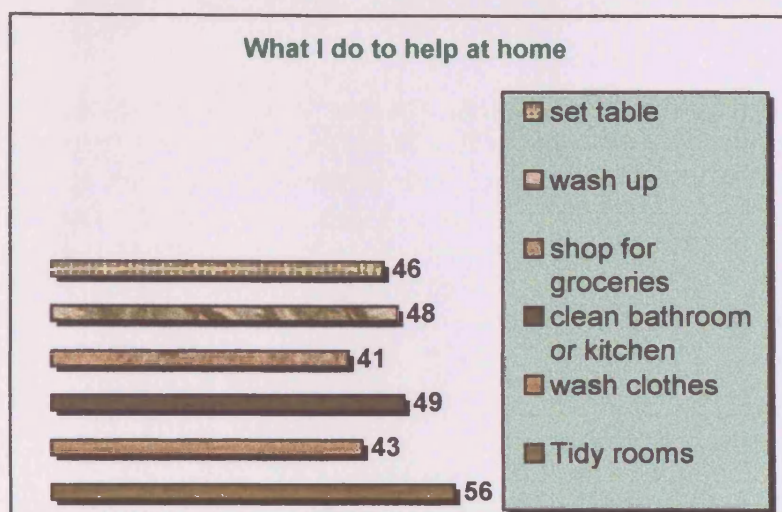 What I do to help at home
set table
wash up
shop for
groceries
clean bathroom
or kitchen
wash clothes
Tidy rooms
46
48
41
49
43
56